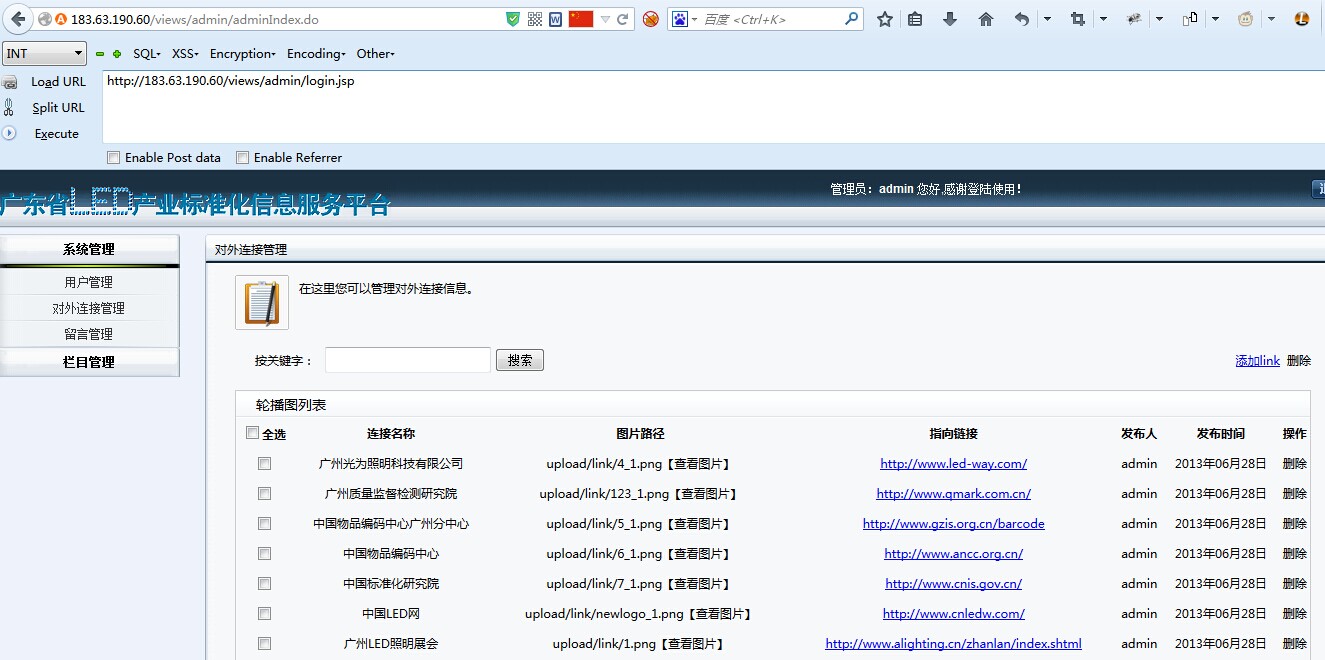 183.63.190.60/views/admin/adminIndex.do
百度 <Ctrl+K>
INT SQL- XSS- Encryption- Encoding- Other-
Load URL http://183.63.190.60/views/admin/login.jsp
Split URL
Execute
Enable Post data Enable Referrer
广东省LED产业标准化信息服务平台
管理员：admin 您好,感谢登陆使用!
系统管理
用户管理
对外连接管理
留言管理
栏目管理
对外连接管理
在这里您可以管理对外连接信息。
按关键字： 搜索 添加link 删除
轮播图列表
全选 连接名称 图片路径 指向链接 发布人 发布时间 操作
广州光为照明科技有限公司 upload/link/4_1.png【查看图片】 http://www.led-way.com/ admin 2013年06月28日 删除
广州质量监督检测研究院 upload/link/123_1.png【查看图片】 http://www.qmark.com.cn/ admin 2013年06月28日 删除
中国物品编码中心广州分中心 upload/link/5_1.png【查看图片】 http://www.gzis.org.cn/barcode admin 2013年06月28日 删除
中国物品编码中心 upload/link/6_1.png【查看图片】 http://www.ancc.org.cn/ admin 2013年06月28日 删除
中国标准化研究院 upload/link/7_1.png【查看图片】 http://www.cnis.gov.cn/ admin 2013年06月28日 删除
中国LED网 upload/link/newlogo_1.png【查看图片】 http://www.cnledw.com/ admin 2013年06月28日 删除
广州LED照明展会 upload/link/1.png【查看图片】 http://www.alighting.cn/zhanlan/index.shtml admin 2013年06月28日 删除